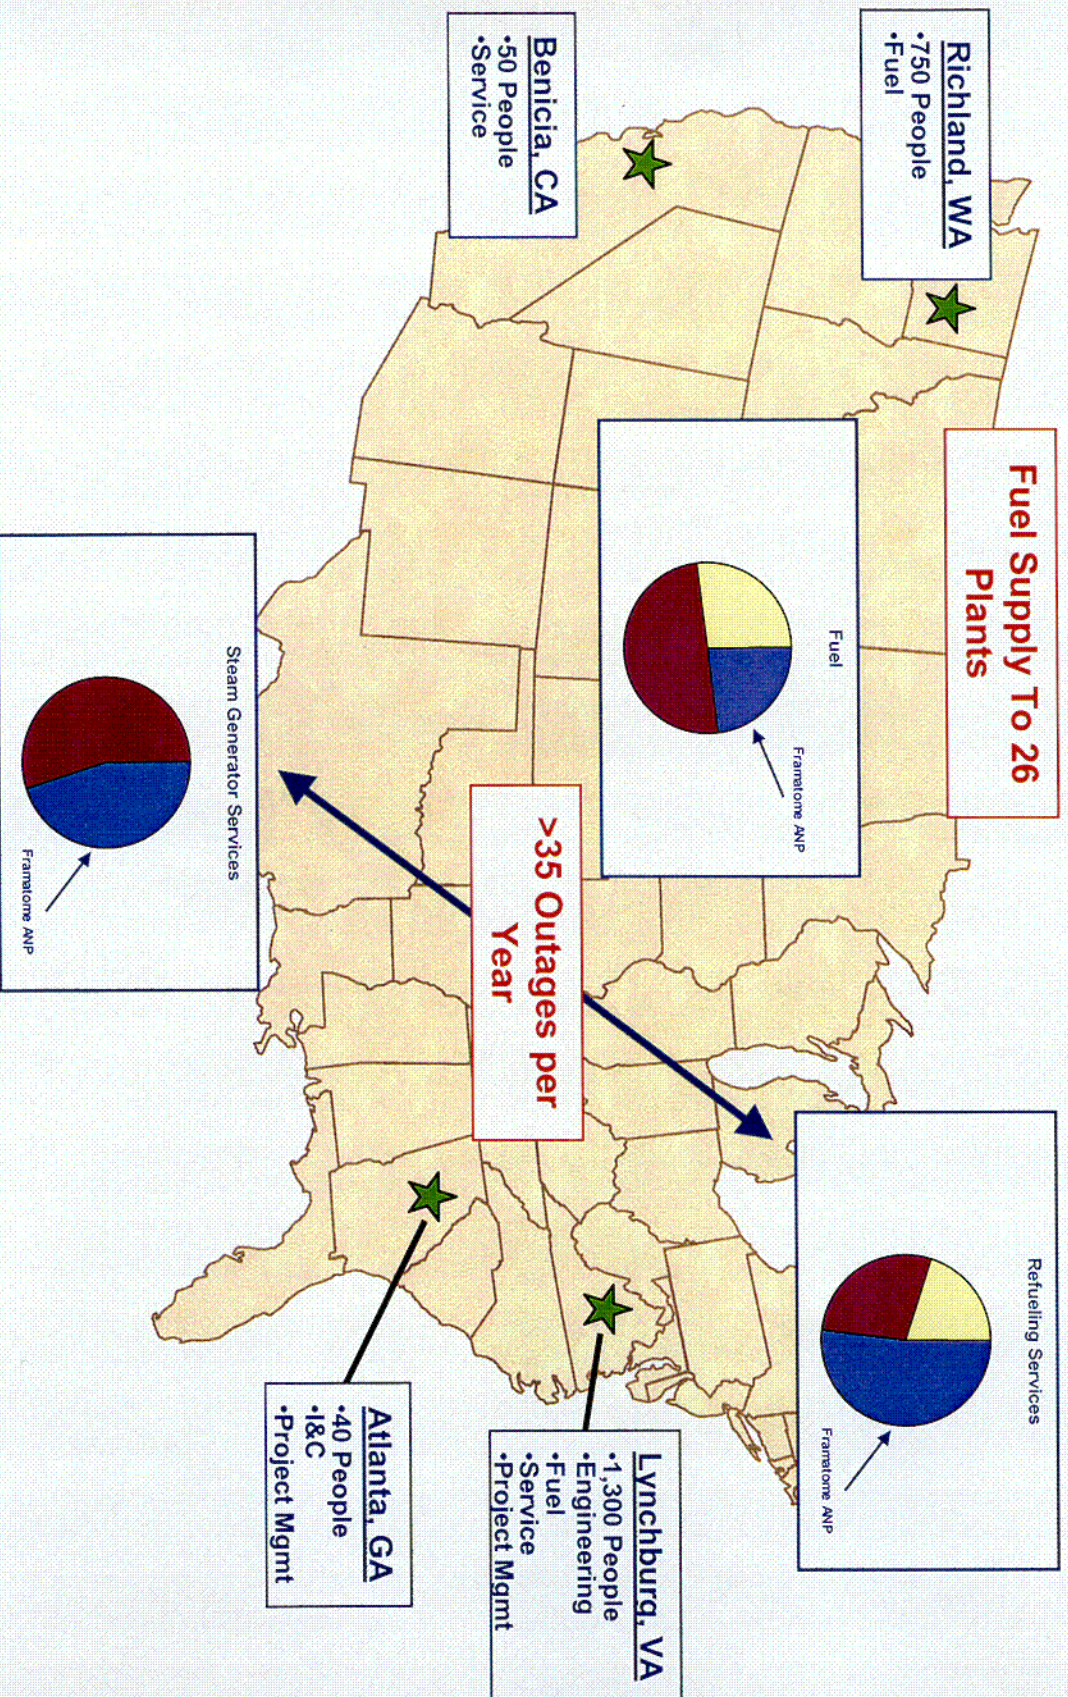 Fuel Supply To 26
Plants
Richland, WA
•750 People
•Fuel
Fuel
Framatome ANP
Refueling Services
Framatome ANP
Benicia, CA
•50 People
•Service
>35 Outages per
Year
Lynchburg, VA
•1,300 People
•Engineering
•Fuel
•Service
•Project Mgmt
Atlanta, GA
•40 People
•I&C
•Project Mgmt
Steam Generator Services
Framatome ANP